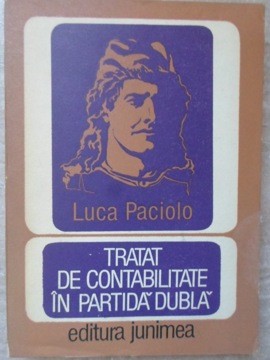 Luca Paciolo
TRATAT
DE CONTABILITATE
ÎN PARTIDĂ DUBLĂ
editura junimea